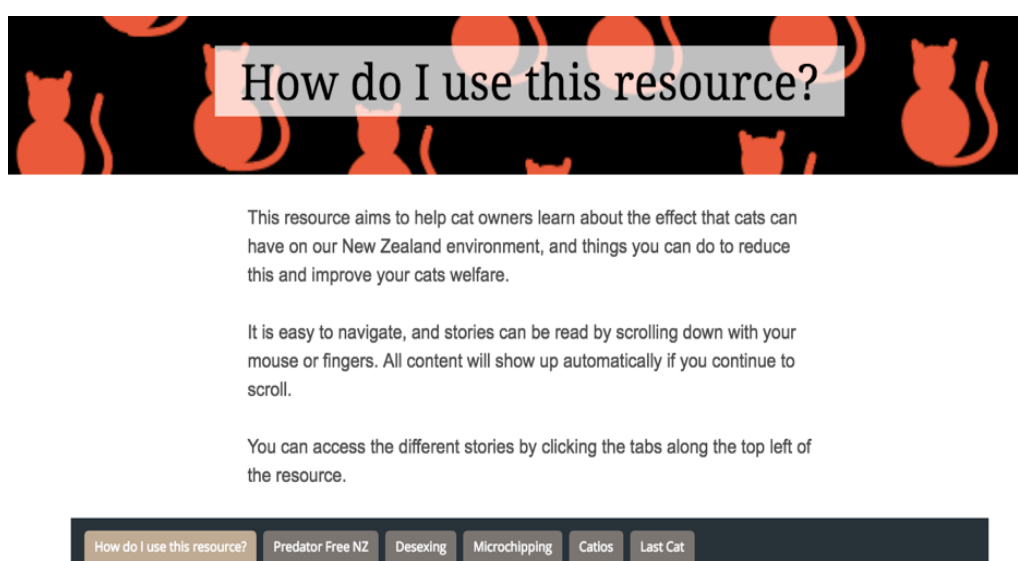 How do I use this resource?
This resource aims to help cat owners learn about the effect that cats can
have on our New Zealand environment, and things you can do to reduce
this and improve your cats welfare.
It is easy to navigate, and stories can be read by scrolling down with your
mouse or fingers. All content will show up automatically if you continue to
scroll.
You can access the different stories by clicking the tabs along the top left of
the resource.
How do I use this resource? Predator Free NZ Desexing Microchipping Catios Last Cat